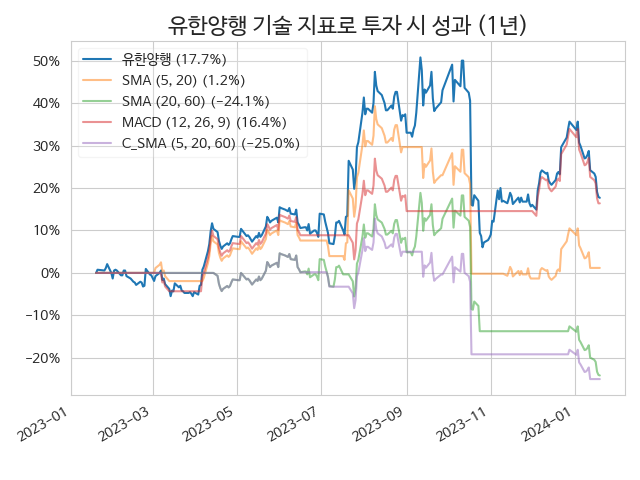 유한양행 기술 지표로 투자 시 성과 (1년)
유한양행 (17.7%)
SMA (5, 20) (1.2%)
SMA (20, 60) (−24.1%)
MACD (12, 26, 9) (16.4%)
C_SMA (5, 20, 60) (−25.0%)
50%
40%
30%
20%
10%
0%
−10%
−20%
2023−01
2023−03
2023−05
2023−07
2023−09
2023−11
2024−01